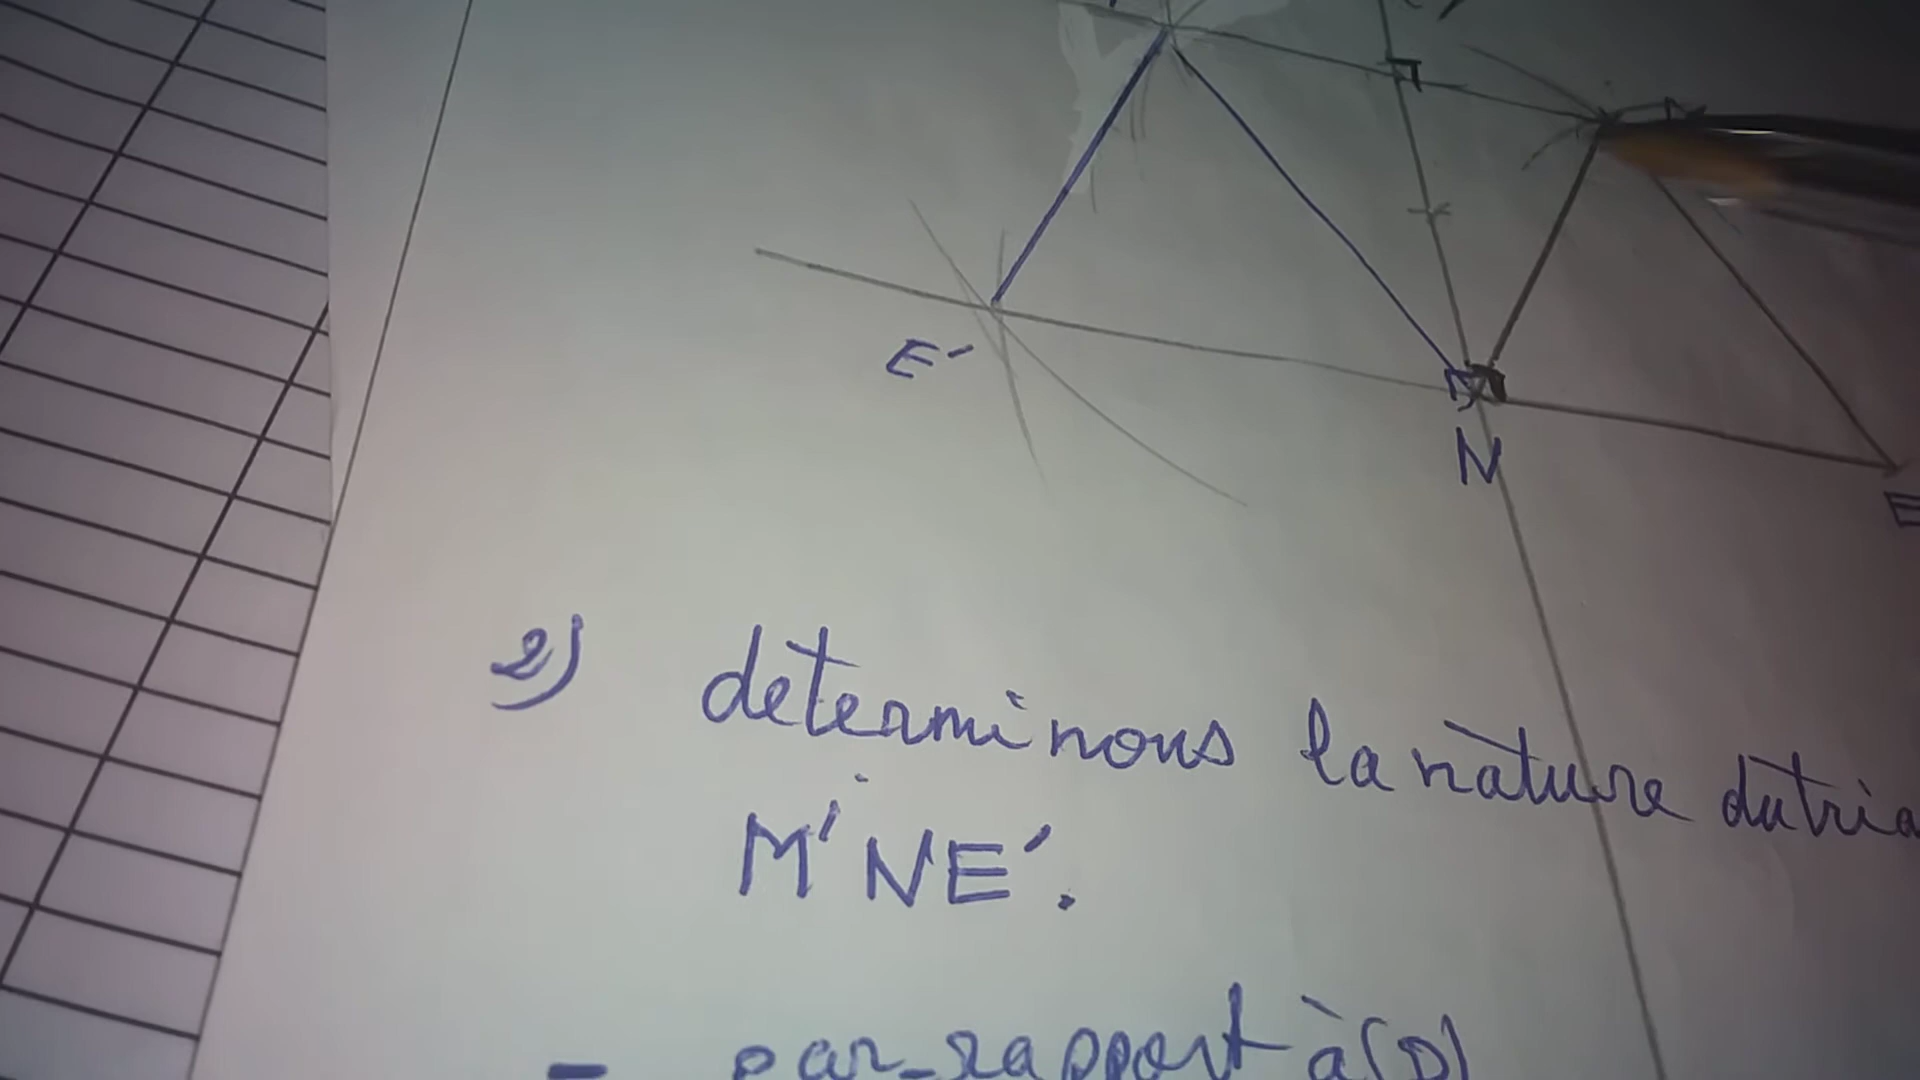 E'
N
2) determinons la nature du tria
M'NE'.
- par-rapport à (D)